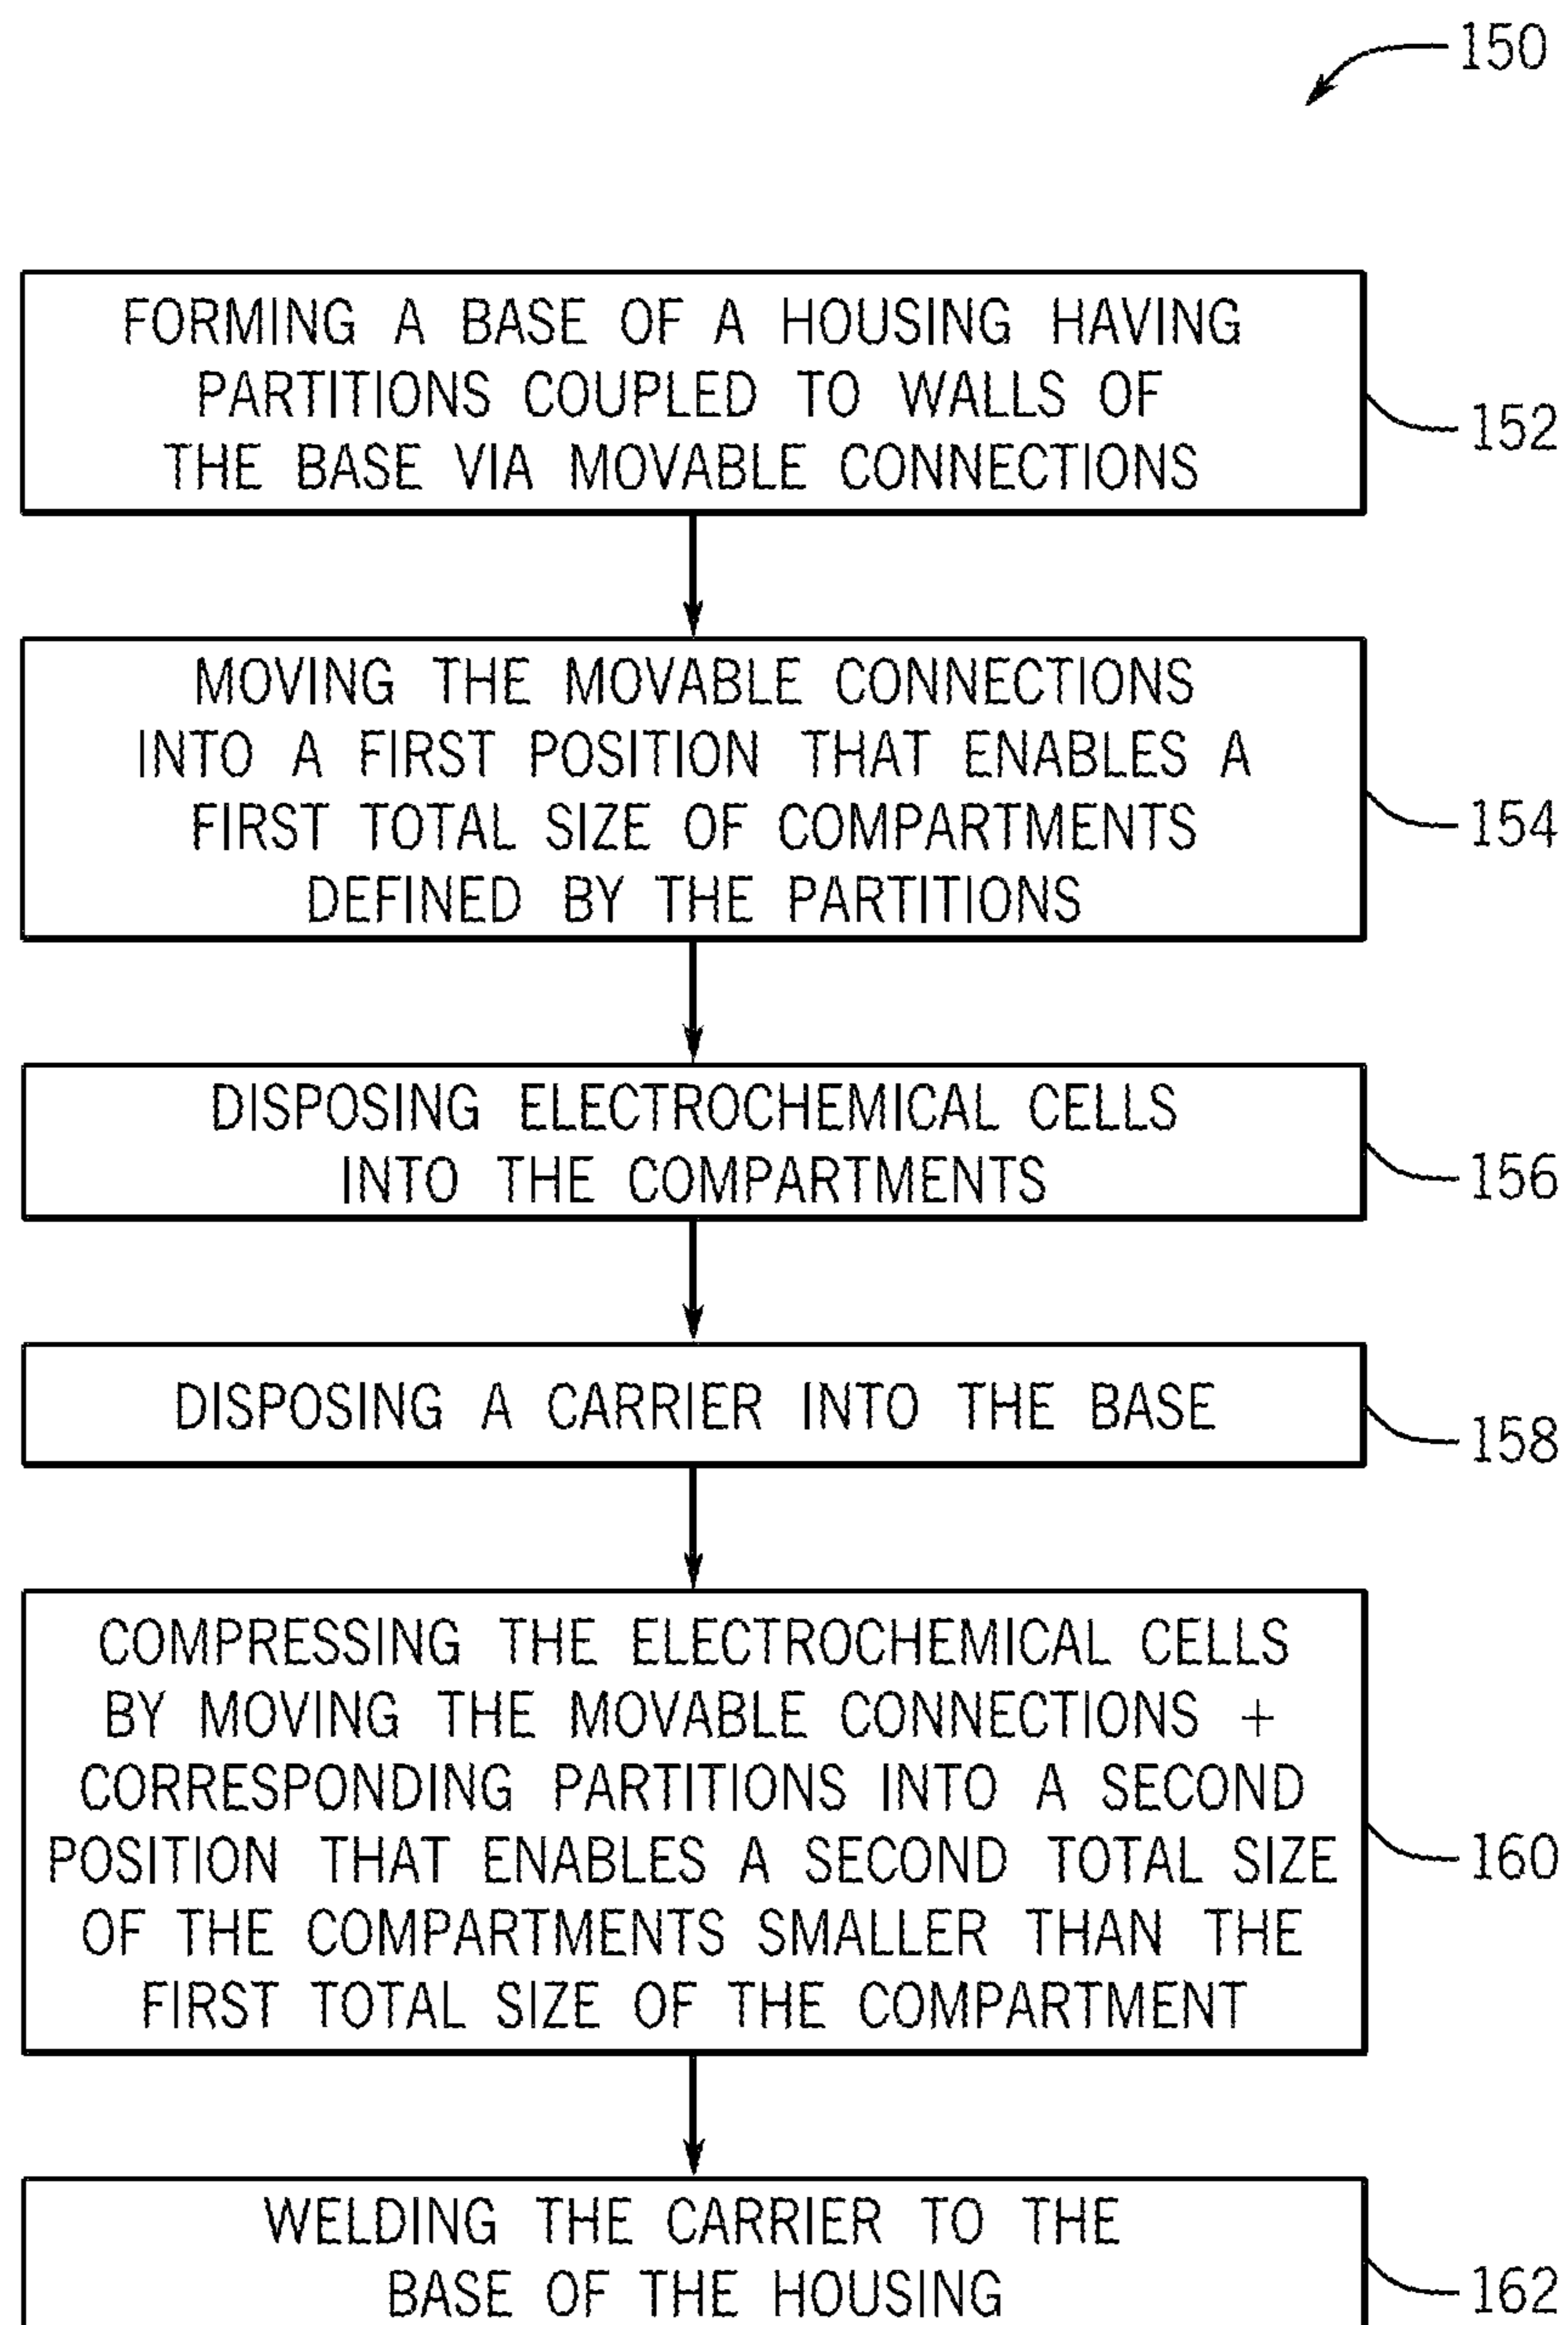 150
FORMING A BASE OF A HOUSING HAVING
PARTITIONS COUPLED TO WALLS OF
THE BASE VIA MOVABLE CONNECTIONS
152
MOVING THE MOVABLE CONNECTIONS
INTO A FIRST POSITION THAT ENABLES A
FIRST TOTAL SIZE OF COMPARTMENTS
DEFINED BY THE PARTITIONS
154
DISPOSING ELECTROCHEMICAL CELLS
INTO THE COMPARTMENTS
156
DISPOSING A CARRIER INTO THE BASE
158
COMPRESSING THE ELECTROCHEMICAL CELLS
BY MOVING THE MOVABLE CONNECTIONS +
CORRESPONDING PARTITIONS INTO A SECOND
POSITION THAT ENABLES A SECOND TOTAL SIZE
OF THE COMPARTMENTS SMALLER THAN THE
FIRST TOTAL SIZE OF THE COMPARTMENT
160
WELDING THE CARRIER TO THE
BASE OF THE HOUSING
162